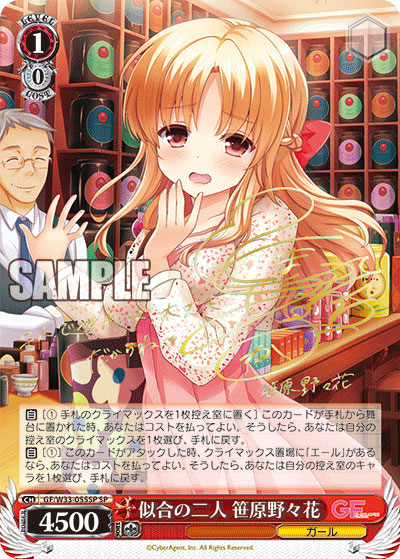 LEVEL
1
0
COST
SAMPLE
笹原野々花
【自】 [① 手札のクライマックスを1枚控え室に置く] このカードが手札から舞
台に置かれた時、あなたはコストを払ってよい。そうしたら、あなたは自分の
控え室のクライマックスを1枚選び、手札に戻す。
【自】 [①] このカードがアタックした時、クライマックス置場に「エール」があるな
ら、あなたはコストを払ってよい。そうしたら、あなたは自分の控え室のキャ
ラを1枚選び、手札に戻す。
CH
GF/W33-055SP SP
POWER
4500
似合の二人 笹原野々花
GF
ガール
©CyberAgent, Inc. All Rights Reserved.